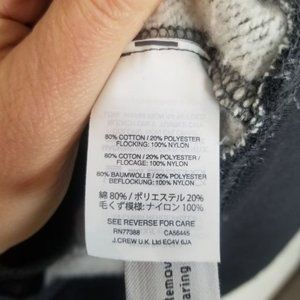 80% COTTON / 20% POLYESTER
FLOCKING: 100% NYLON
80% COTON / 20% POLYESTER
FLOCAGE: 100% NYLON
80% BAUMWOLLE / 20% POLYESTER
BEFLOCKUNG: 100% NYLON
綿 80% / ポリエステル 20%
毛くず模様: ナイロン 100%
SEE REVERSE FOR CARE
RN77388 CA56445
J.CREW U.K. Ltd EC4V 6JA
Remov
aring